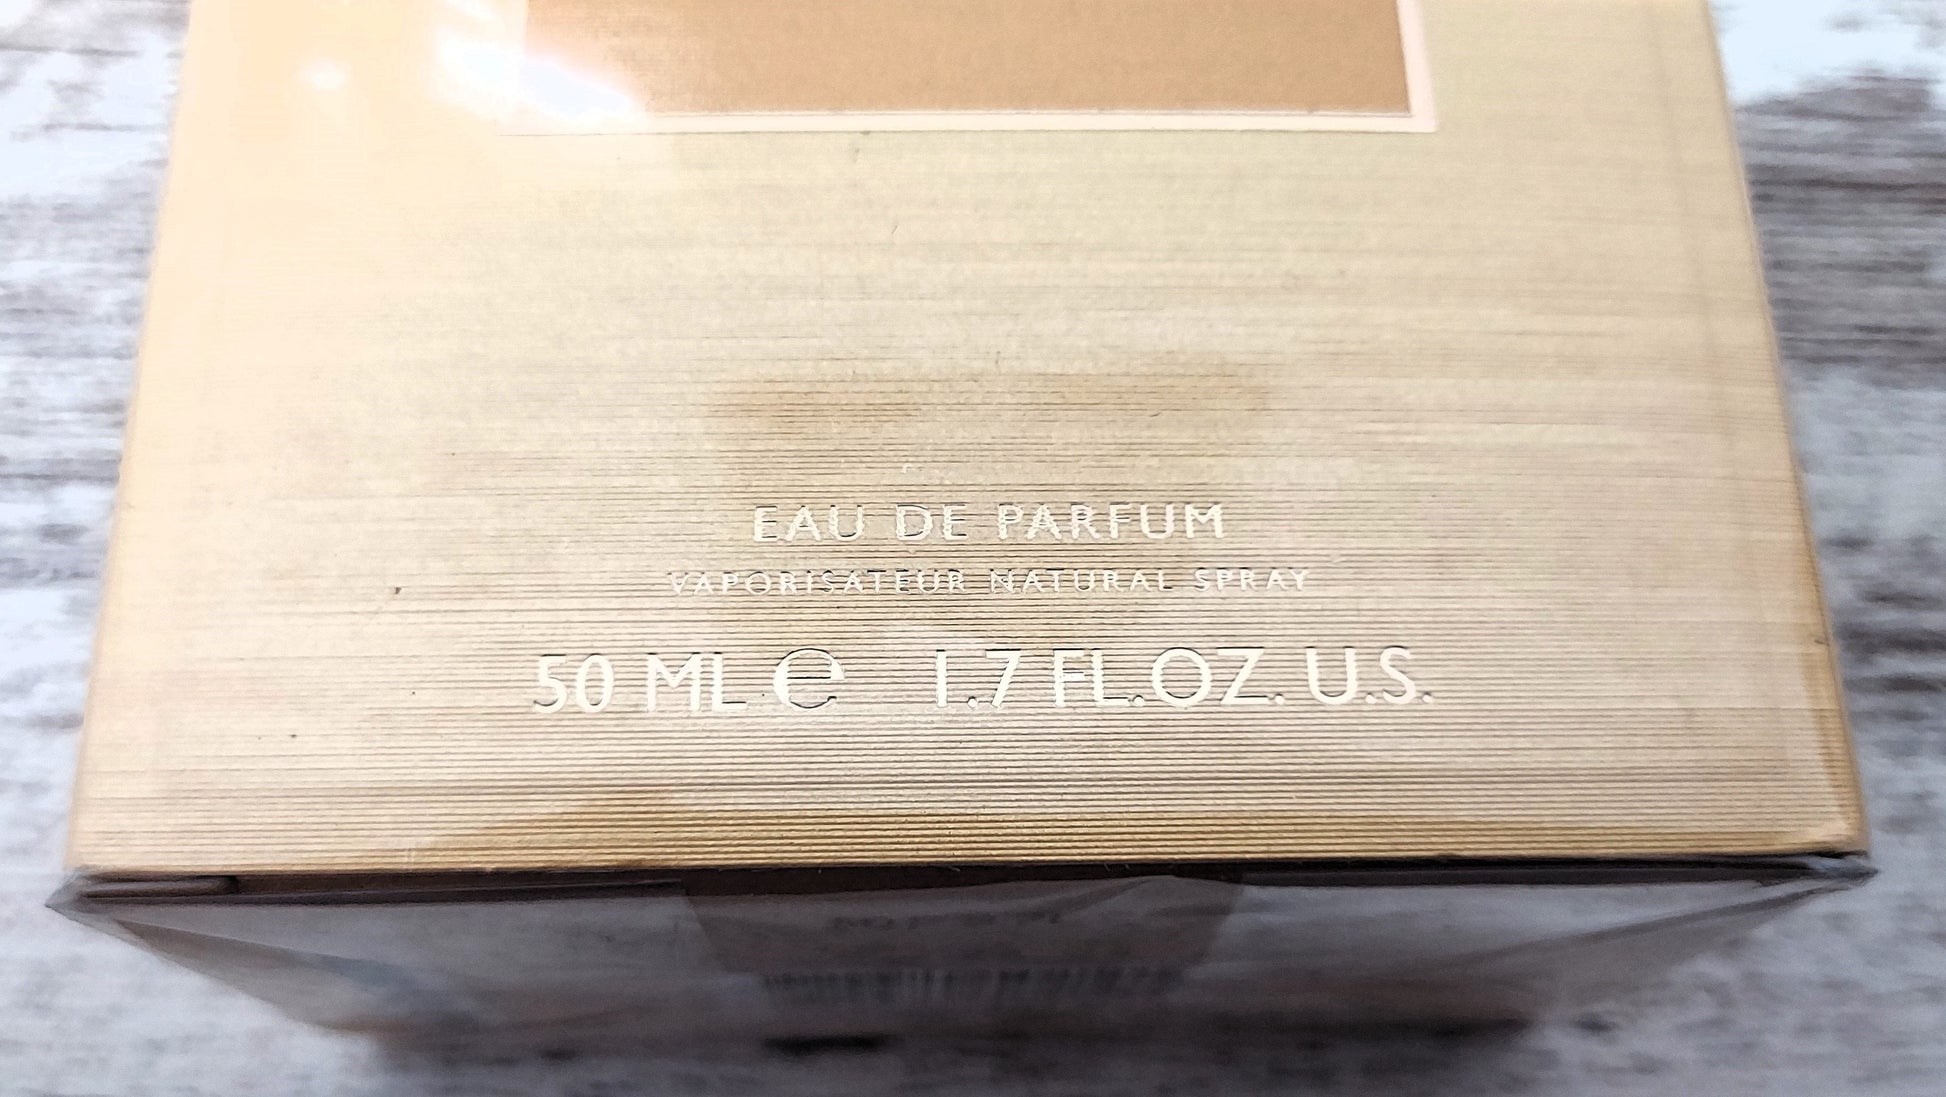 EAU DE PARFUM
VAPORISATEUR NATURAL SPRAY
50 ML e 1.7 FL.OZ. U.S.